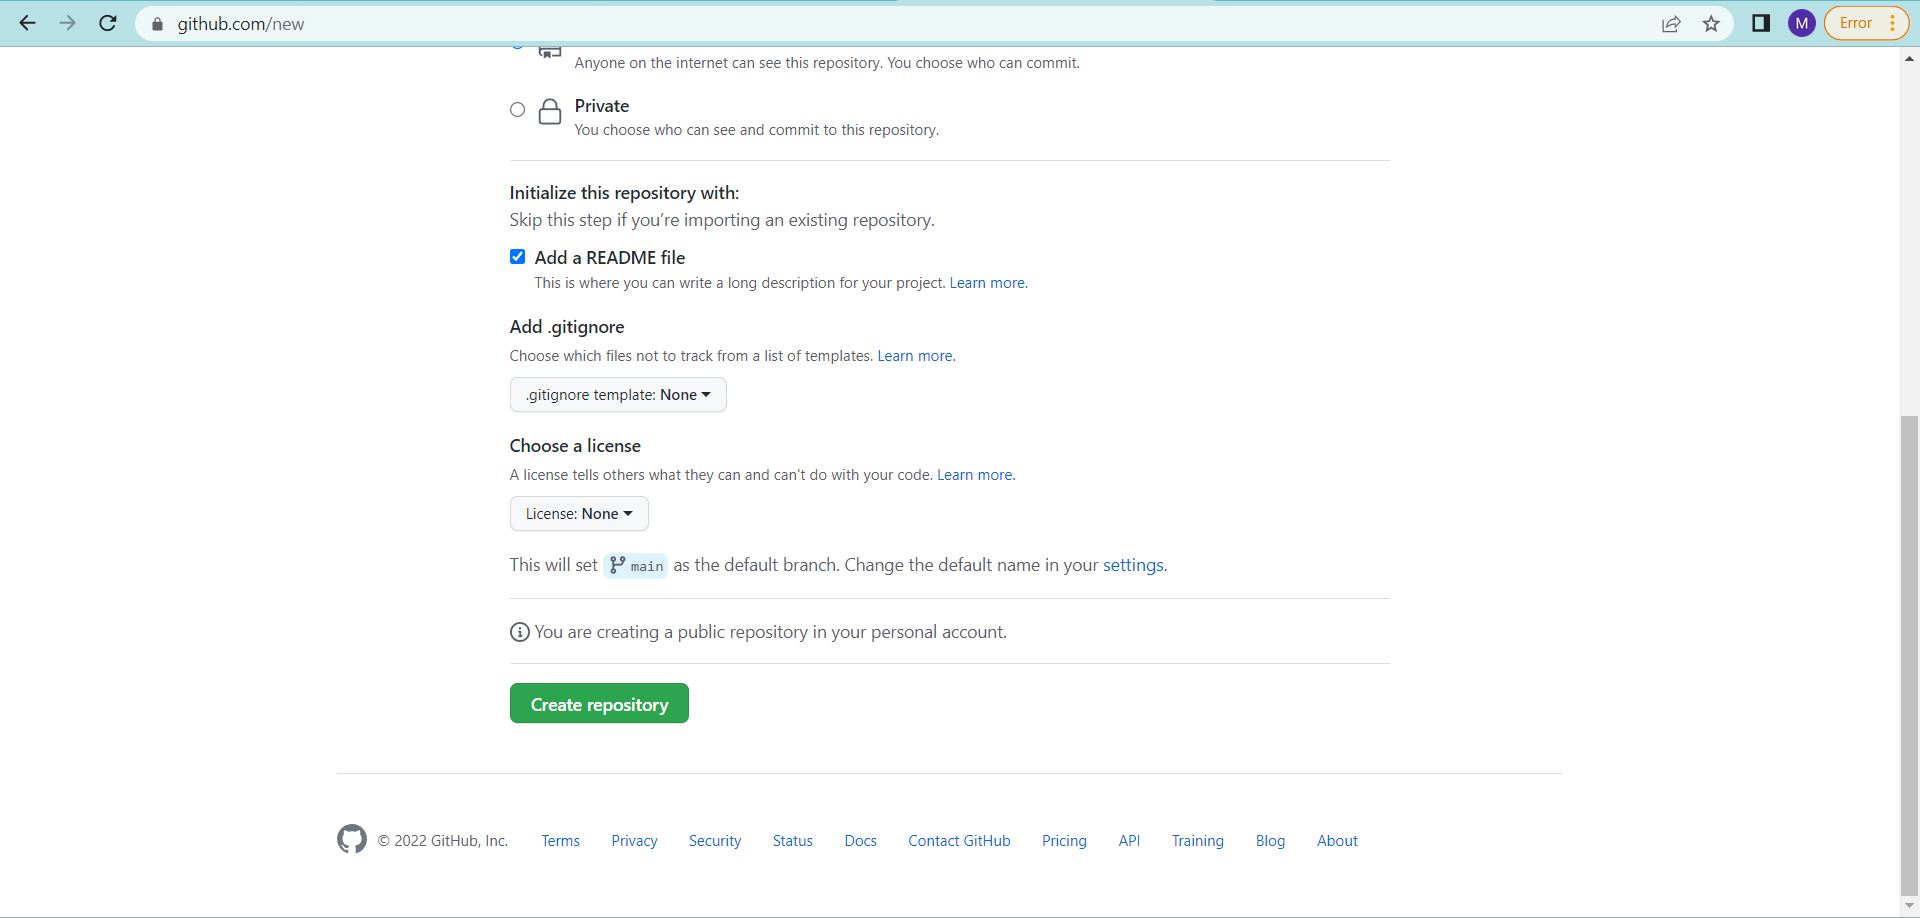 github.com/new
M
Error
Anyone on the internet can see this repository. You choose who can commit.
Private
You choose who can see and commit to this repository.
Initialize this repository with:
Skip this step if you’re importing an existing repository.
Add a README file
This is where you can write a long description for your project. Learn more.
Add .gitignore
Choose which files not to track from a list of templates. Learn more.
.gitignore template: None
Choose a license
A license tells others what they can and can't do with your code. Learn more.
License: None
This will set main as the default branch. Change the default name in your settings.
You are creating a public repository in your personal account.
Create repository
© 2022 GitHub, Inc. Terms Privacy Security Status Docs Contact GitHub Pricing API Training Blog About